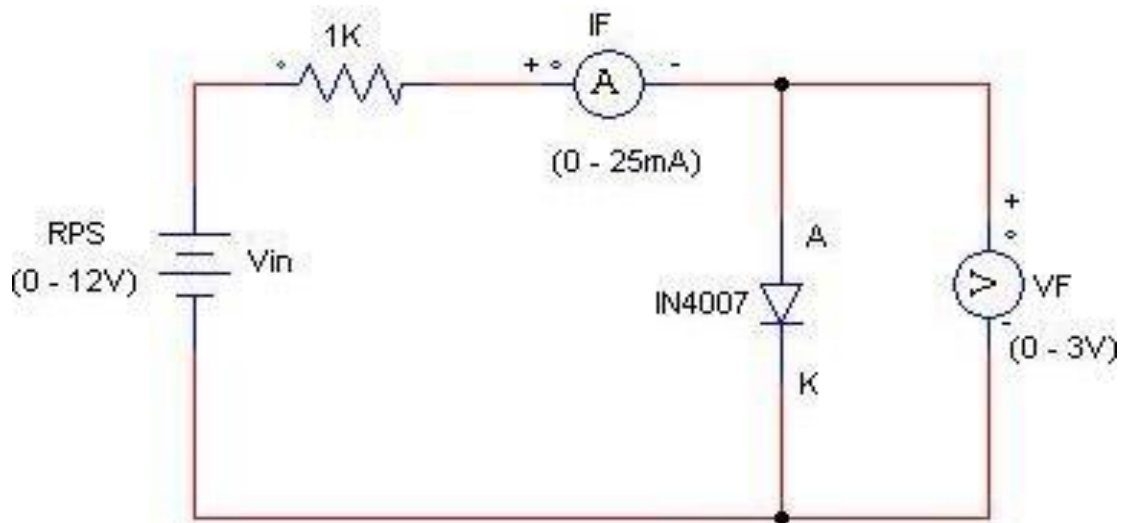 1K
IF
+
-
A
(0 - 25mA)
RPS
(0 - 12V)
Vin
A
IN4007
K
+
V
VF
-
(0 - 3V)